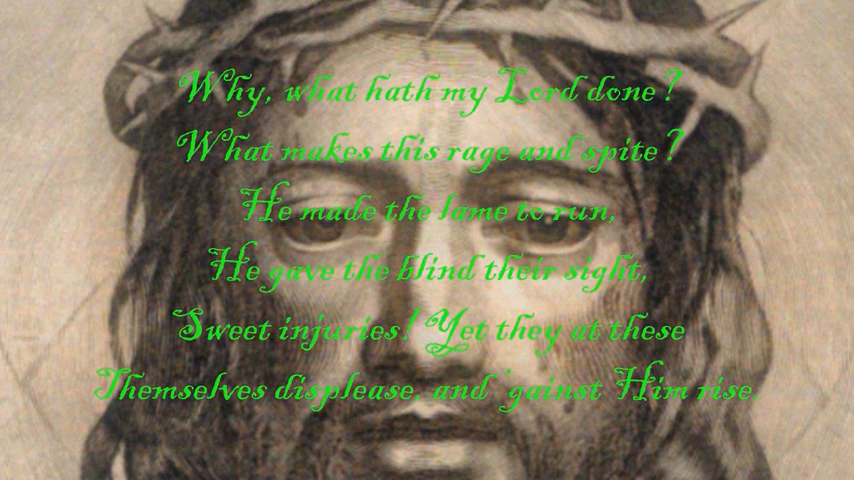 Why, what hath my Lord done?
What makes this rage and spite?
He made the lame to run,
He gave the blind their sight,
Sweet injuries! Yet they at these
Themselves displease, and 'gainst Him rise.